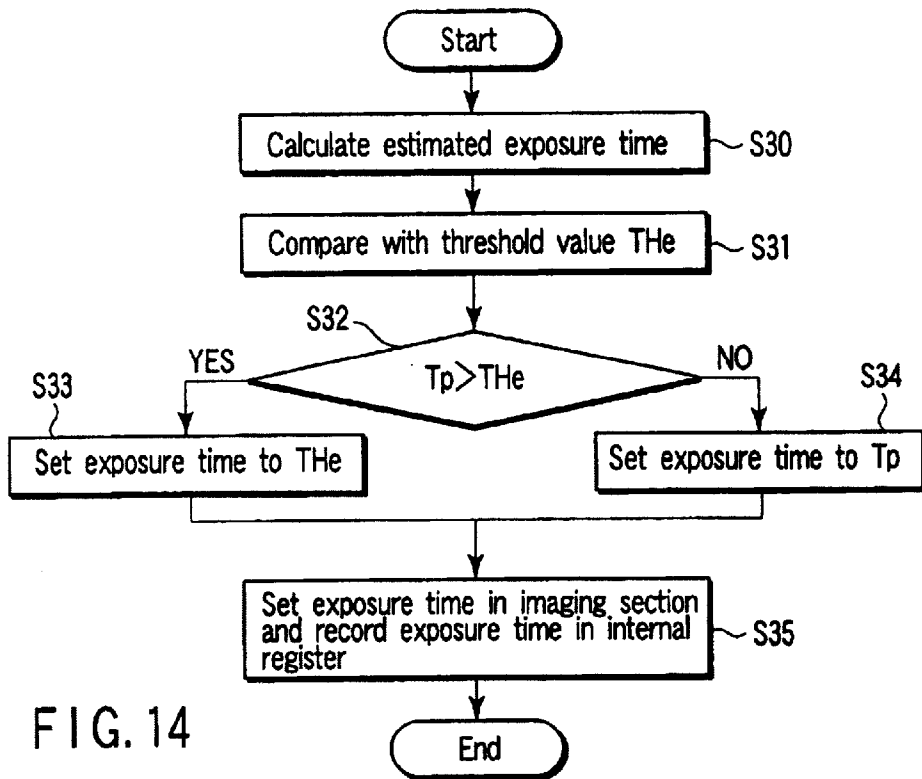 Start
Calculate estimated exposure time
S30
Compare with threshold value THe
S31
S32
YES
Tp>THe
NO
S33
S34
Set exposure time to THe
Set exposure time to Tp
Set exposure time in imaging section
and record exposure time in internal
register
S35
End
FIG. 14